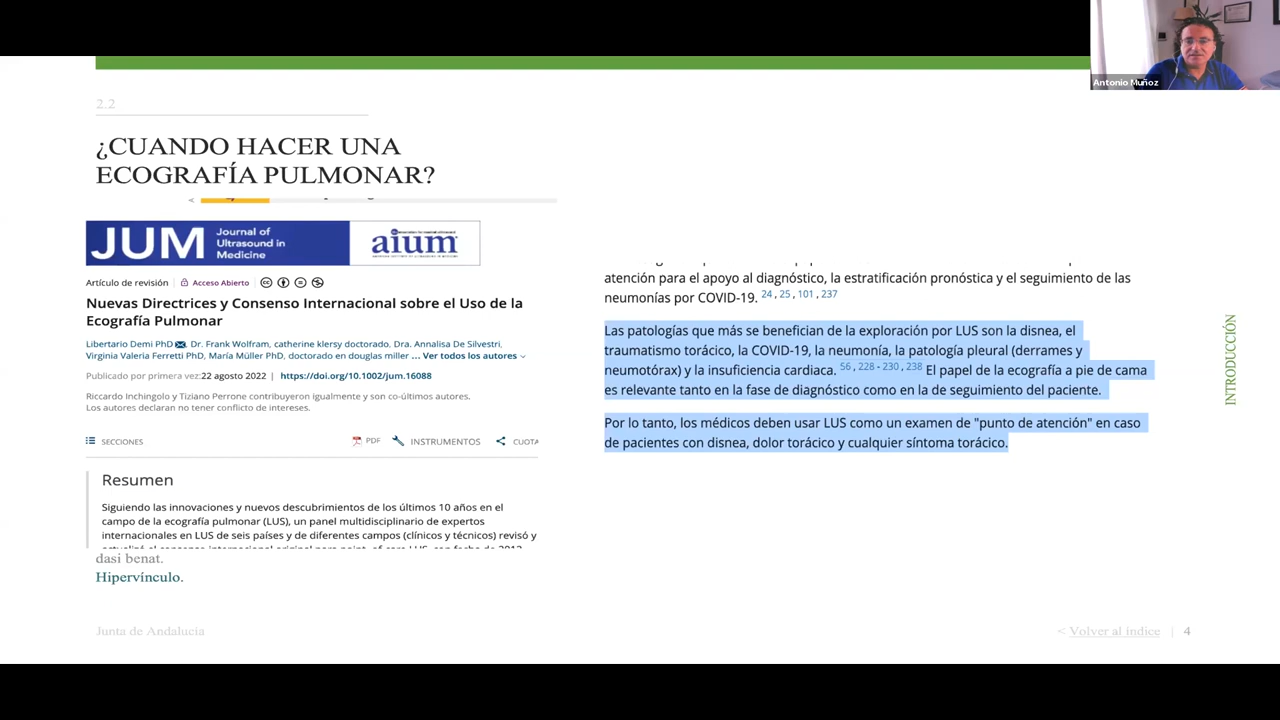 Antonio Muñoz
2.2
¿CUANDO HACER UNA
ECOGRAFÍA PULMONAR?
JUM
Journal of
Ultrasound in
Medicine
aium
Artículo de revisión
Acceso Abierto
Nuevas Directrices y Consenso Internacional sobre el Uso de la
Ecografía Pulmonar
Libertario Demi PhD, Dr. Frank Wolfram, catherine klersy doctorado, Dra. Annalisa De Silvestri,
Virginia Valeria Ferretti PhD, María Müller PhD, doctorado en douglas miller ... Ver todos los autores
Publicado por primera vez:22 agosto 2022 | https://doi.org/10.1002/jum.16088
Riccardo Inchingolo y Tiziano Perrone contribuyeron igualmente y son co-últimos autores.
Los autores declaran no tener conflicto de intereses.
SECCIONES
PDF
INSTRUMENTOS
CUOTA
Resumen
Siguiendo las innovaciones y nuevos descubrimientos de los últimos 10 años en el
campo de la ecografía pulmonar (LUS), un panel multidisciplinario de expertos
internacionales en LUS de seis países y de diferentes campos (clínicos y técnicos) revisó y
dasi benat.
Hipervínculo.
atención para el apoyo al diagnóstico, la estratificación pronóstica y el seguimiento de las
neumonías por COVID-19. 24 , 25 , 101 , 237
Las patologías que más se benefician de la exploración por LUS son la disnea, el
traumatismo torácico, la COVID-19, la neumonía, la patología pleural (derrames y
neumotórax) y la insuficiencia cardiaca. 56 , 228 - 230 , 238 El papel de la ecografía a pie de cama
es relevante tanto en la fase de diagnóstico como en la de seguimiento del paciente.
Por lo tanto, los médicos deben usar LUS como un examen de "punto de atención" en caso
de pacientes con disnea, dolor torácico y cualquier síntoma torácico.
INTRODUCCIÓN
Junta de Andalucia
< Volver al índice | 4